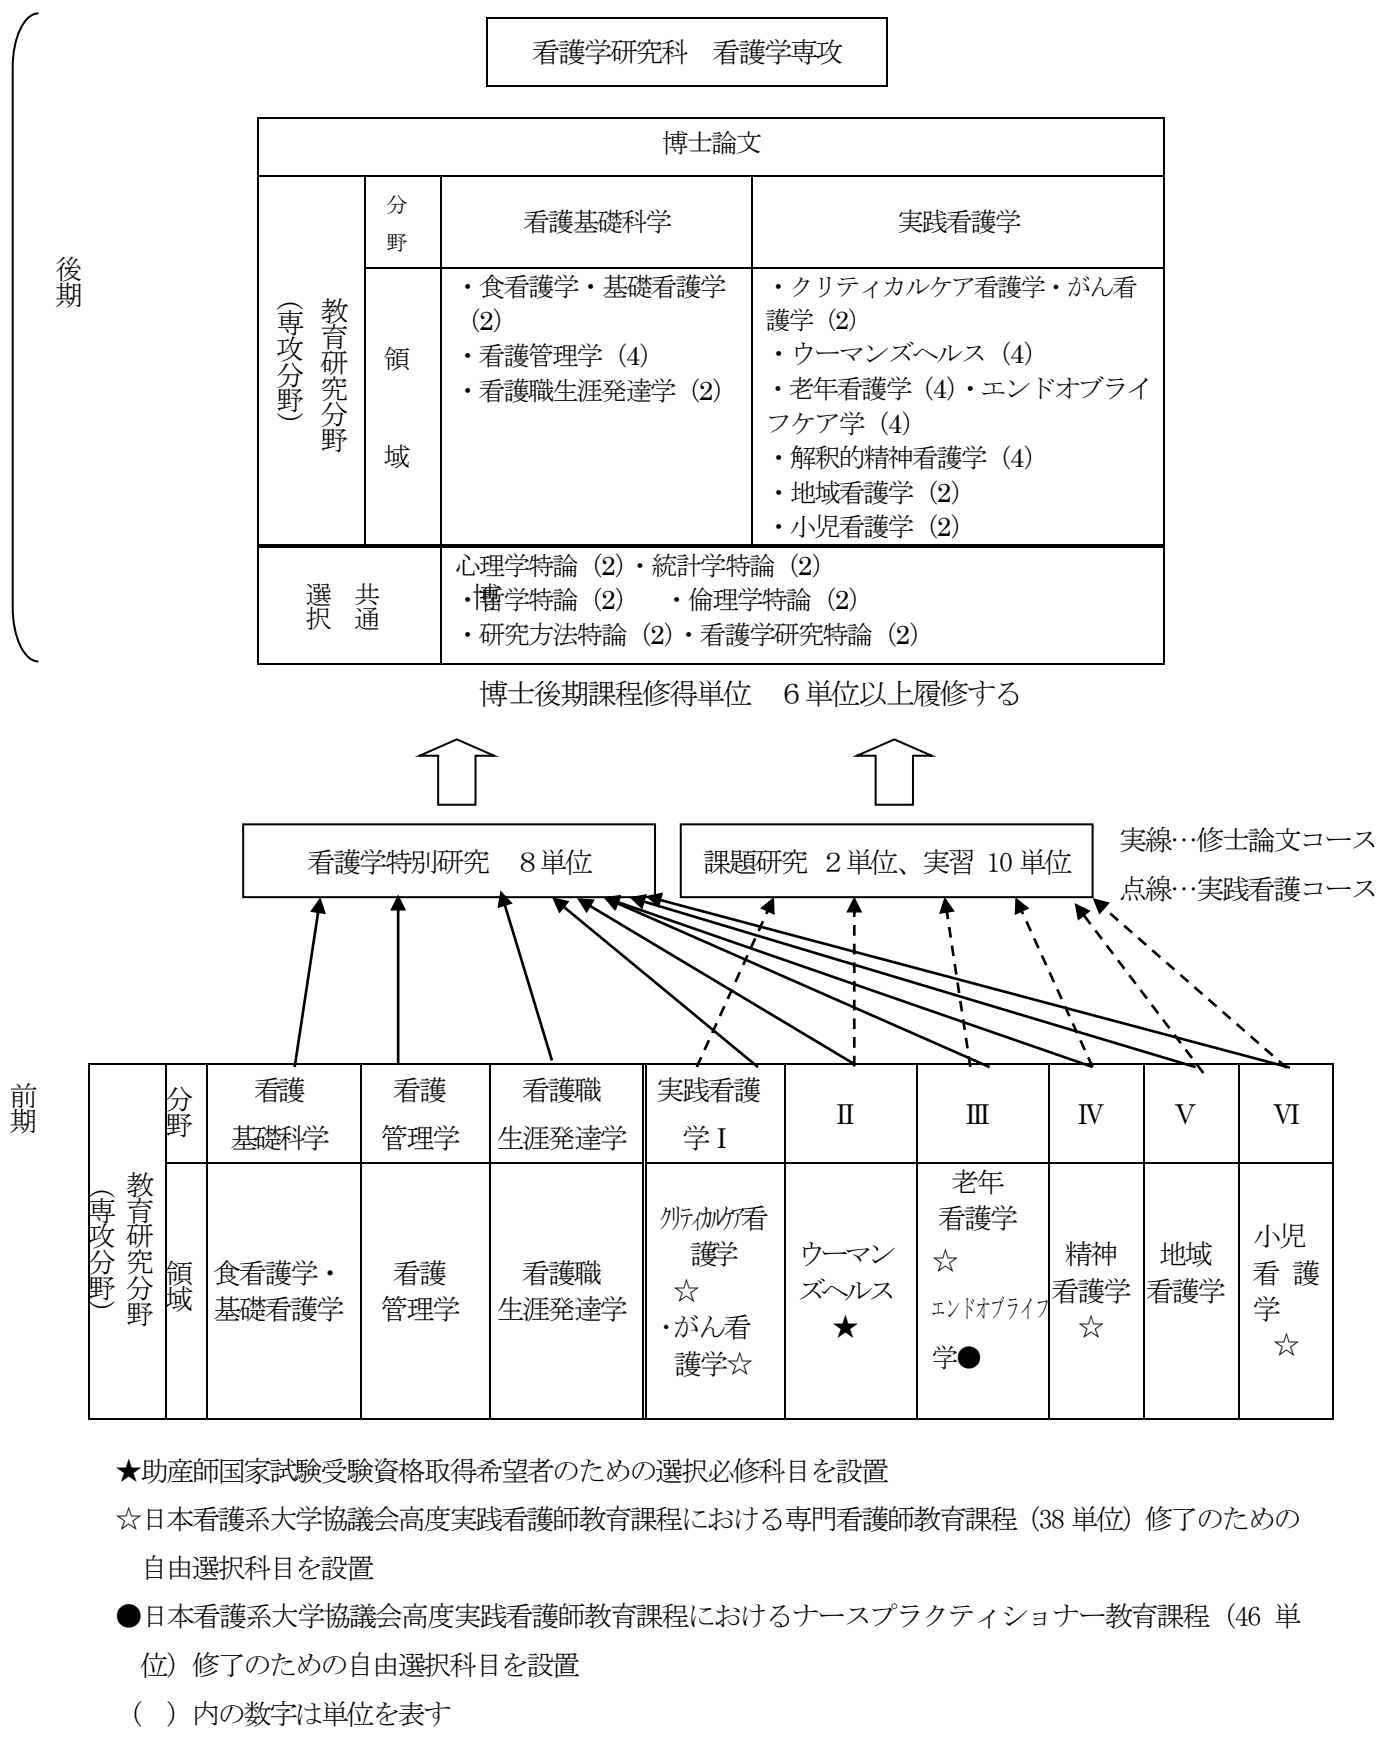 看護学研究科　看護学専攻
博士論文
後期
教育研究分野
（専攻分野）
分
野
看護基礎科学
実践看護学
領
域
・食看護学・基礎看護学
（2）
・看護管理学（4）
・看護職生涯発達学（2）
・クリティカルケア看護学・がん看
護学（2）
・ウーマンズヘルス（4）
・老年看護学（4）・エンドオブライ
フケア学（4）
・解釈的精神看護学（4）
・地域看護学（2）
・小児看護学（2）
共通
選択
心理学特論（2）・統計学特論（2）
・哲学特論（2）　・倫理学特論（2）
・研究方法特論（2）・看護学研究特論（2）
博士後期課程修得単位　６単位以上履修する
看護学特別研究　８単位
課題研究 ２単位、実習 10 単位
実線…修士論文コース
点線…実践看護コース
前期
教育研究分野
（専攻分野）
分野
看護
基礎科学
看護
管理学
看護職
生涯発達学
実践看護
学Ⅰ
Ⅱ
Ⅲ
Ⅳ
Ⅴ
Ⅵ
領域
食看護学・
基礎看護学
看護
管理学
看護職
生涯発達学
クリティカルケア看
護学
☆
・がん看
護学☆
ウーマン
ズヘルス
★
老年
看護学
☆
エンドオブライフ
学●
精神
看護学
☆
地域
看護学
小児
看 護
学
☆
★助産師国家試験受験資格取得希望者のための選択必修科目を設置
☆日本看護系大学協議会高度実践看護師教育課程における専門看護師教育課程（38 単位）修了のための
自由選択科目を設置
●日本看護系大学協議会高度実践看護師教育課程におけるナースプラクティショナー教育課程（46 単
位）修了のための自由選択科目を設置
（　）内の数字は単位を表す